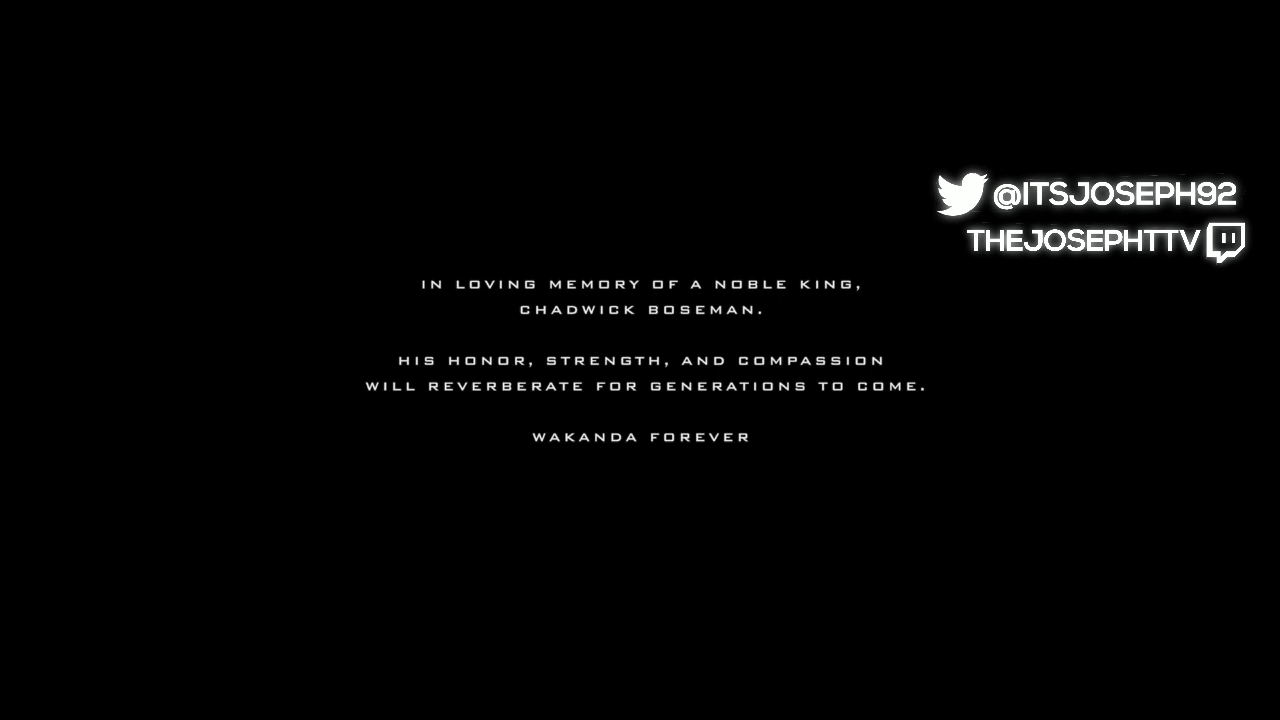 @ITSJOSEPH92
THEJOSEPHTTV
IN LOVING MEMORY OF A NOBLE KING,
CHADWICK BOSEMAN.
HIS HONOR, STRENGTH, AND COMPASSION
WILL REVERBERATE FOR GENERATIONS TO COME.
WAKANDA FOREVER